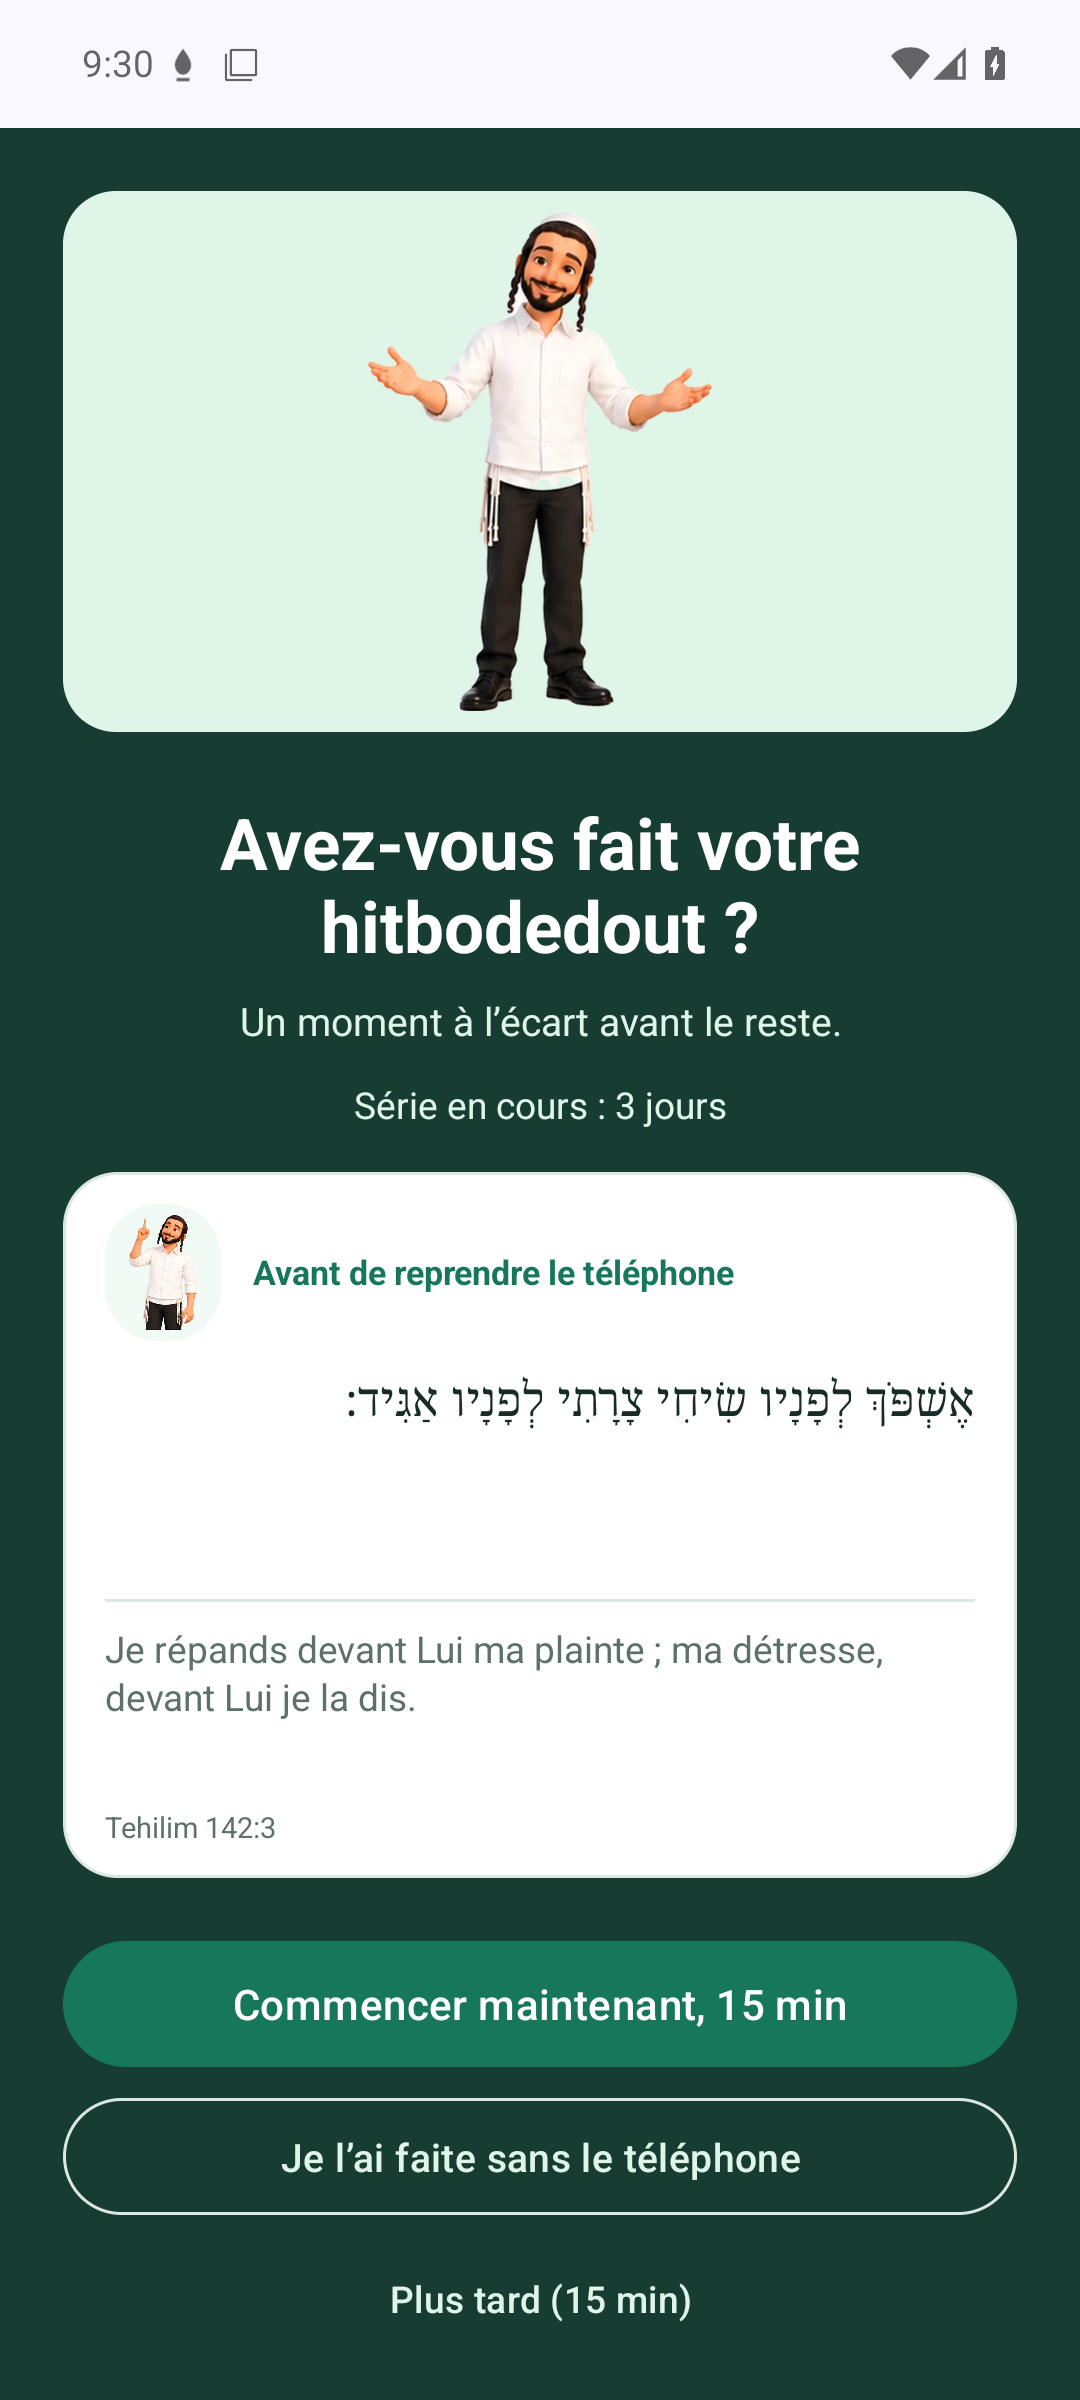 9:30
Avez-vous fait votre
hitbodedout ?
Un moment à l’écart avant le reste.
Série en cours : 3 jours
Avant de reprendre le téléphone
אֶשְׁפֹּךְ לְפָנָיו שִׂיחִי צָרָתִי לְפָנָיו אַגִּיד׃
Je répands devant Lui ma plainte ; ma détresse,
devant Lui je la dis.
Tehilim 142:3
Commencer maintenant, 15 min
Je l’ai faite sans le téléphone
Plus tard (15 min)